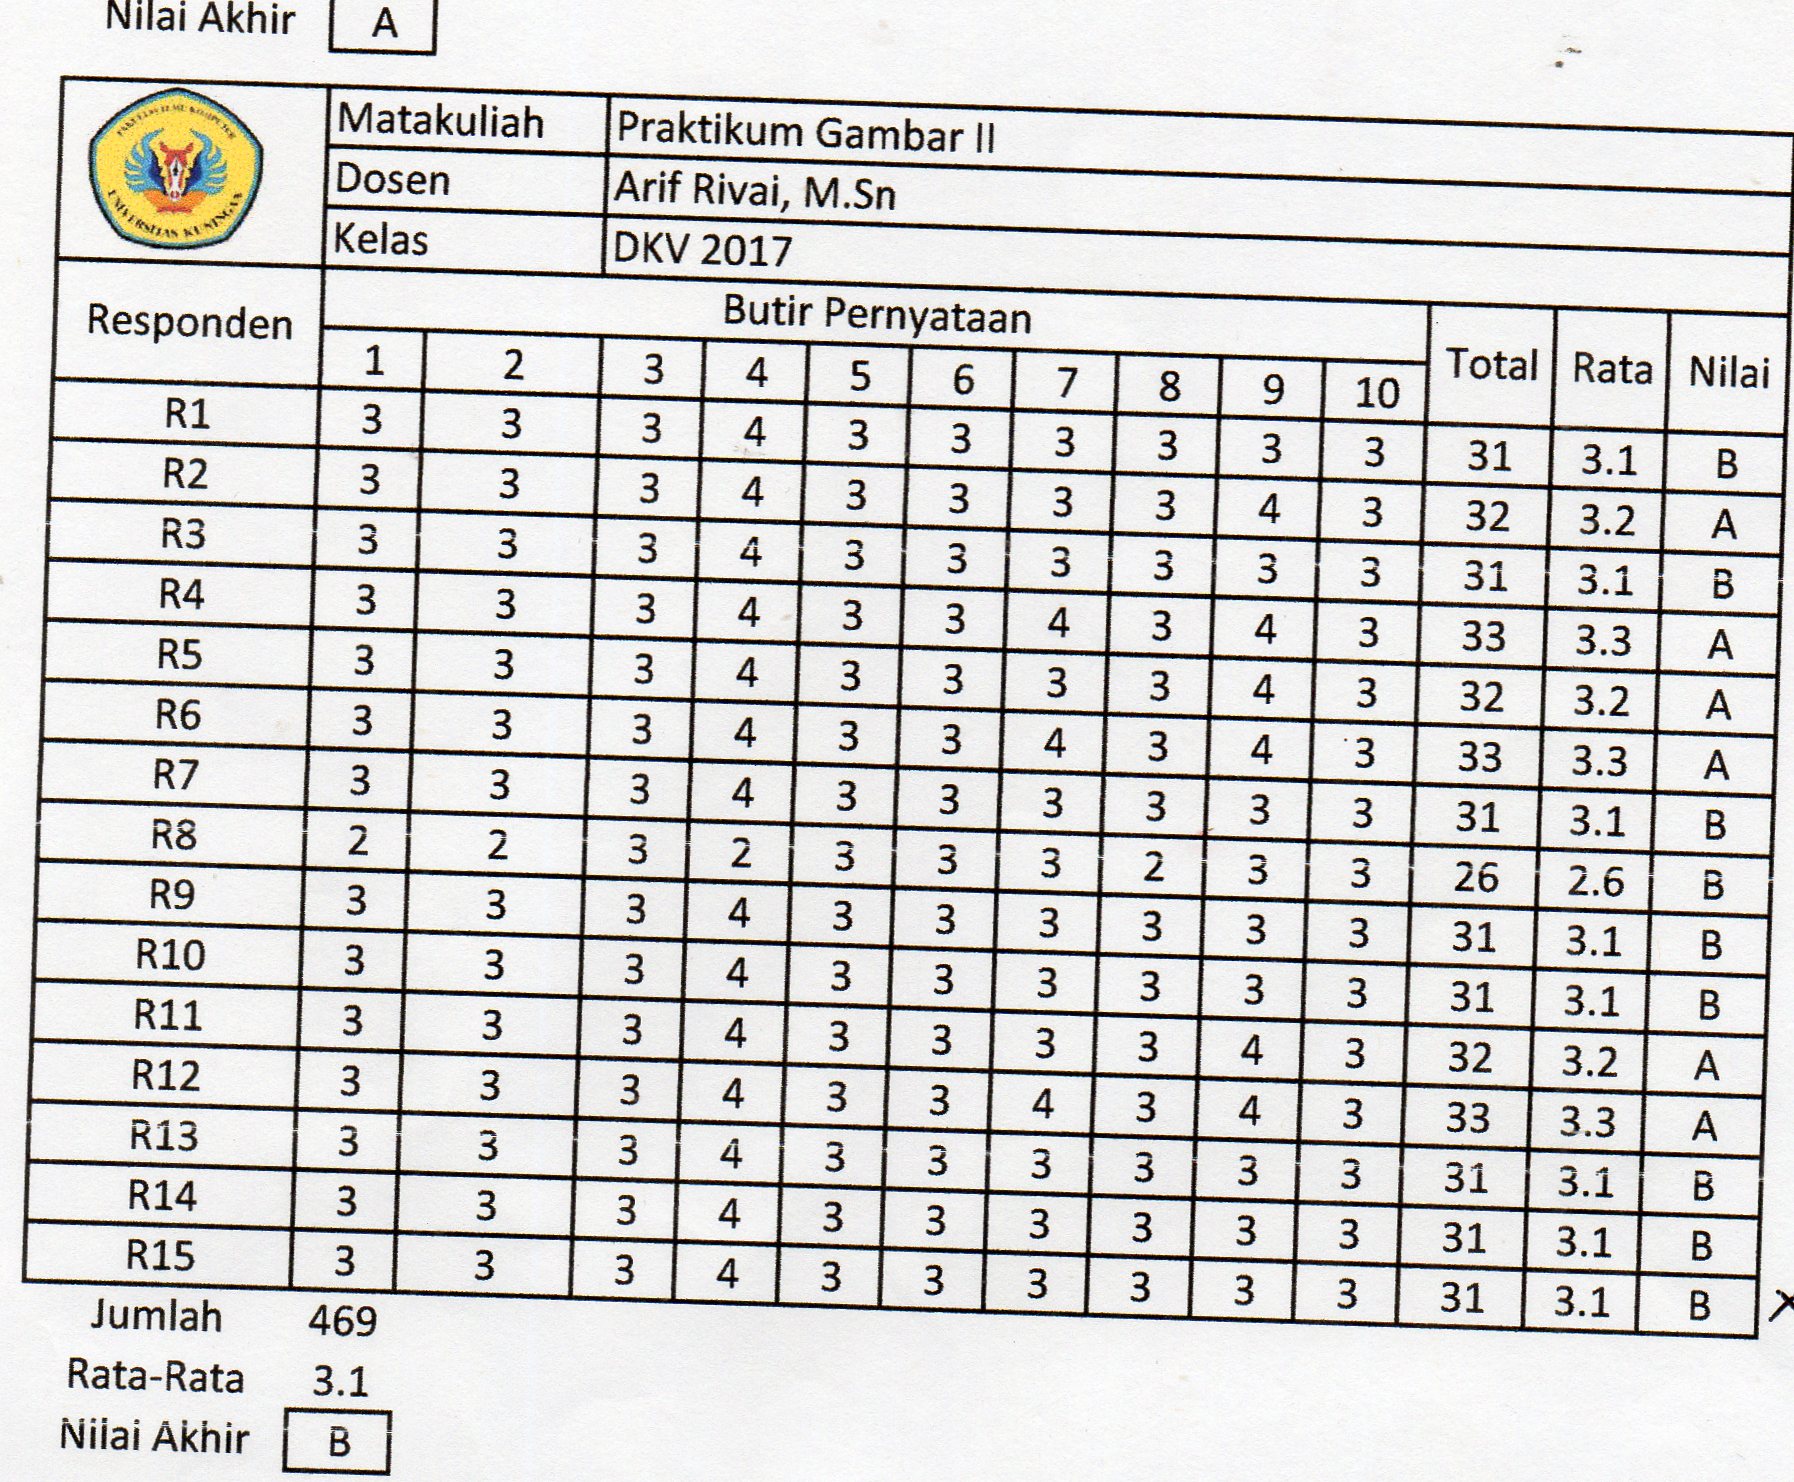 Nilai Akhir A
FAKULTAS ILMU KOMPUTER
UNIVERSITAS KUNINGAN
Matakuliah Praktikum Gambar II
Dosen Arif Rivai, M.Sn
Kelas DKV 2017
Responden Butir Pernyataan Total Rata Nilai
1 2 3 4 5 6 7 8 9 10
R1 3 3 3 4 3 3 3 3 3 3 31 3.1 B
R2 3 3 3 4 3 3 3 3 4 3 32 3.2 A
R3 3 3 3 4 3 3 3 3 3 3 31 3.1 B
R4 3 3 3 4 3 3 4 3 4 3 33 3.3 A
R5 3 3 3 4 3 3 3 3 4 3 32 3.2 A
R6 3 3 3 4 3 3 4 3 4 3 33 3.3 A
R7 3 3 3 4 3 3 3 3 3 3 31 3.1 B
R8 2 2 3 2 3 3 3 2 3 3 26 2.6 B
R9 3 3 3 4 3 3 3 3 3 3 31 3.1 B
R10 3 3 3 4 3 3 3 3 3 3 31 3.1 B
R11 3 3 3 4 3 3 3 3 4 3 32 3.2 A
R12 3 3 3 4 3 3 4 3 4 3 33 3.3 A
R13 3 3 3 4 3 3 3 3 3 3 31 3.1 B
R14 3 3 3 4 3 3 3 3 3 3 31 3.1 B
R15 3 3 3 4 3 3 3 3 3 3 31 3.1 B
Jumlah 469
Rata-Rata 3.1
Nilai Akhir B